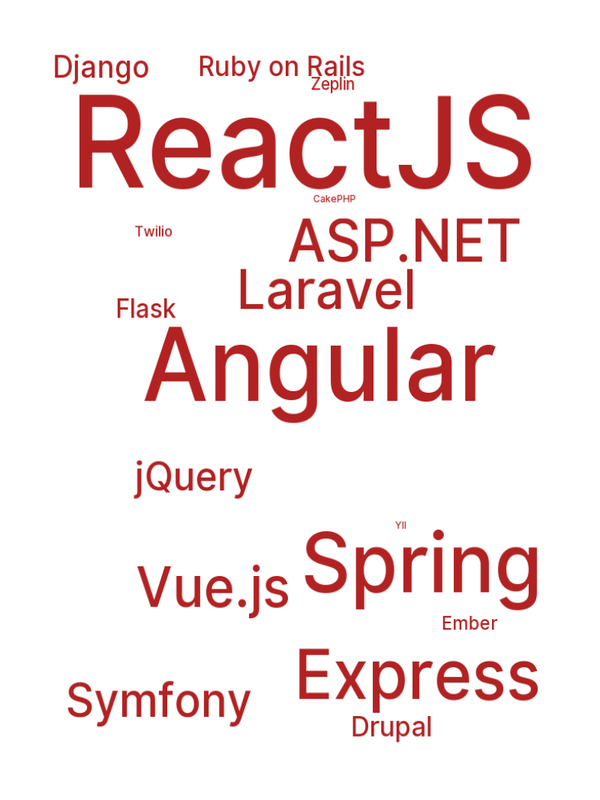 Django
Ruby on Rails
Zeplin
ReactJS
CakePHP
Twilio
ASP.NET
Laravel
Flask
Angular
jQuery
YII
Spring
Vue.js
Ember
Express
Symfony
Drupal